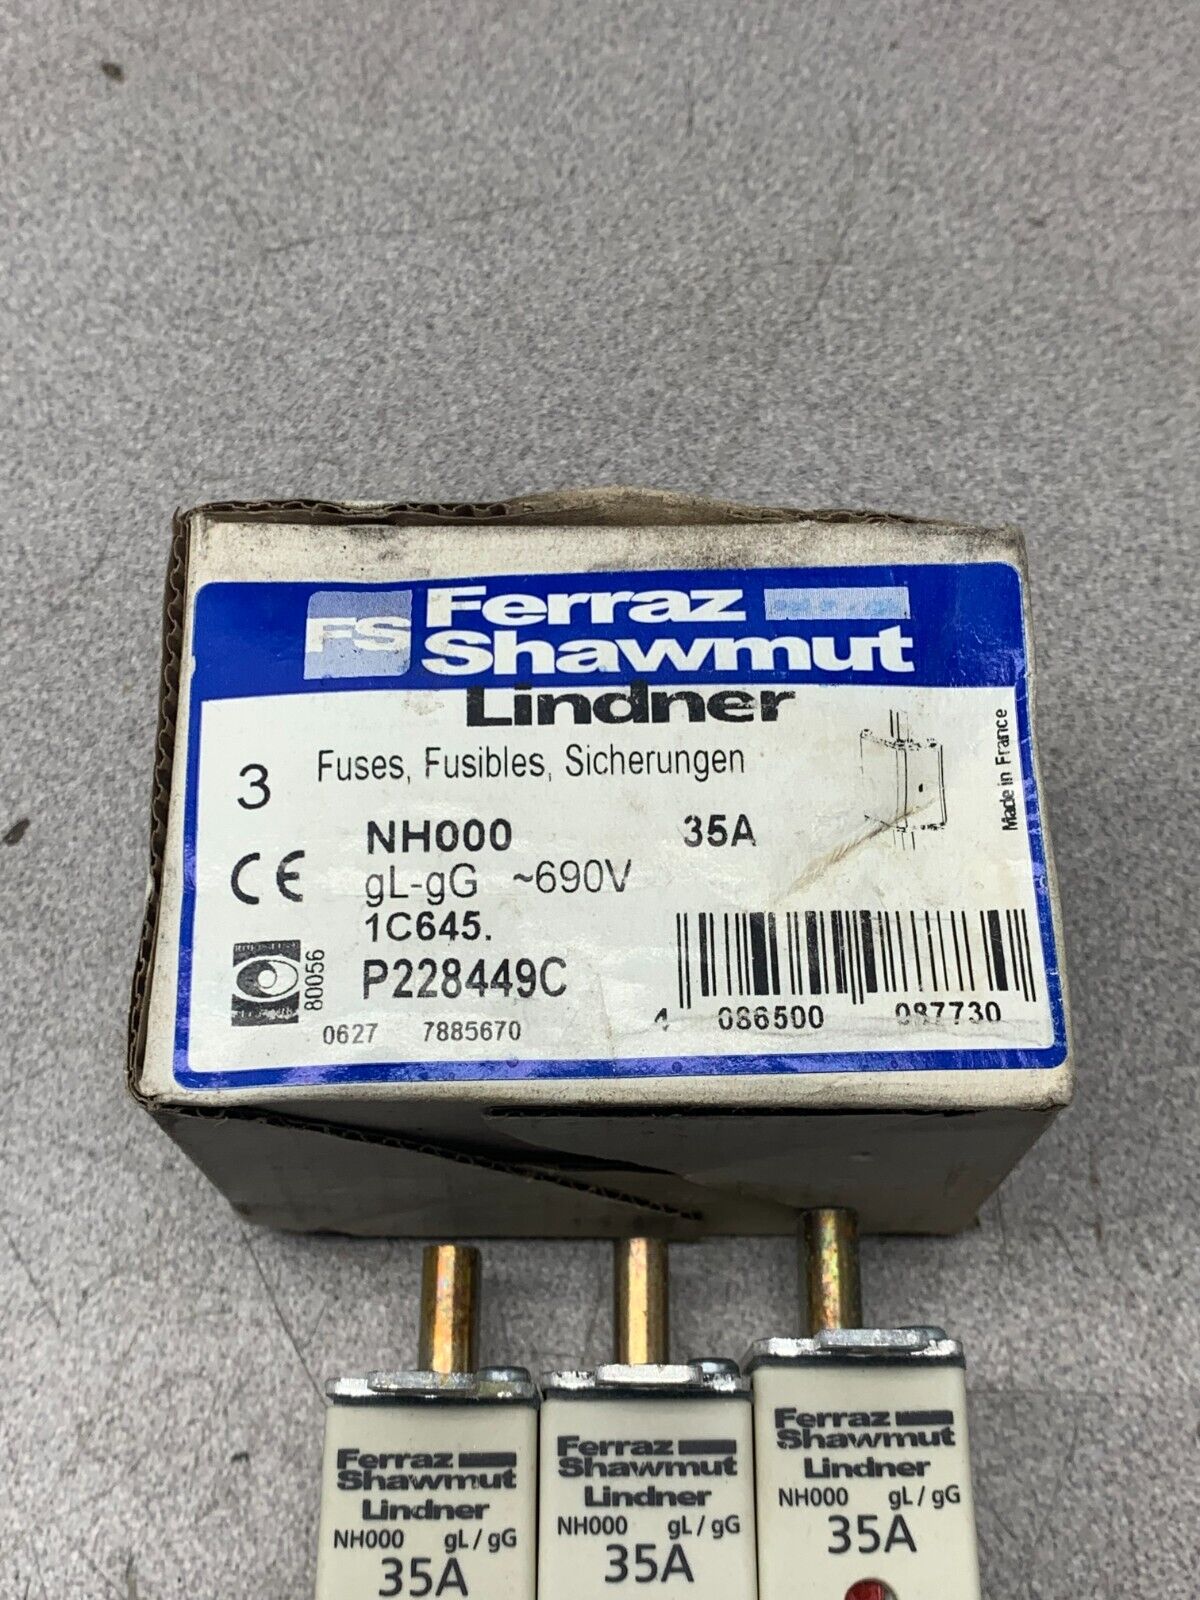 FS Ferraz
Shawmut
Lindner
3 Fuses, Fusibles, Sicherungen
Made in France
NH000 35A
CE gL-gG ~690V
1C645.
80056
P228449C
0627 7885670
4 086500 087730
Ferraz
Shawmut
Lindner
NH000 gL/gG
35A
Ferraz
Shawmut
Lindner
NH000 gL/gG
35A
Ferraz
Shawmut
Lindner
NH000 gL/gG
35A